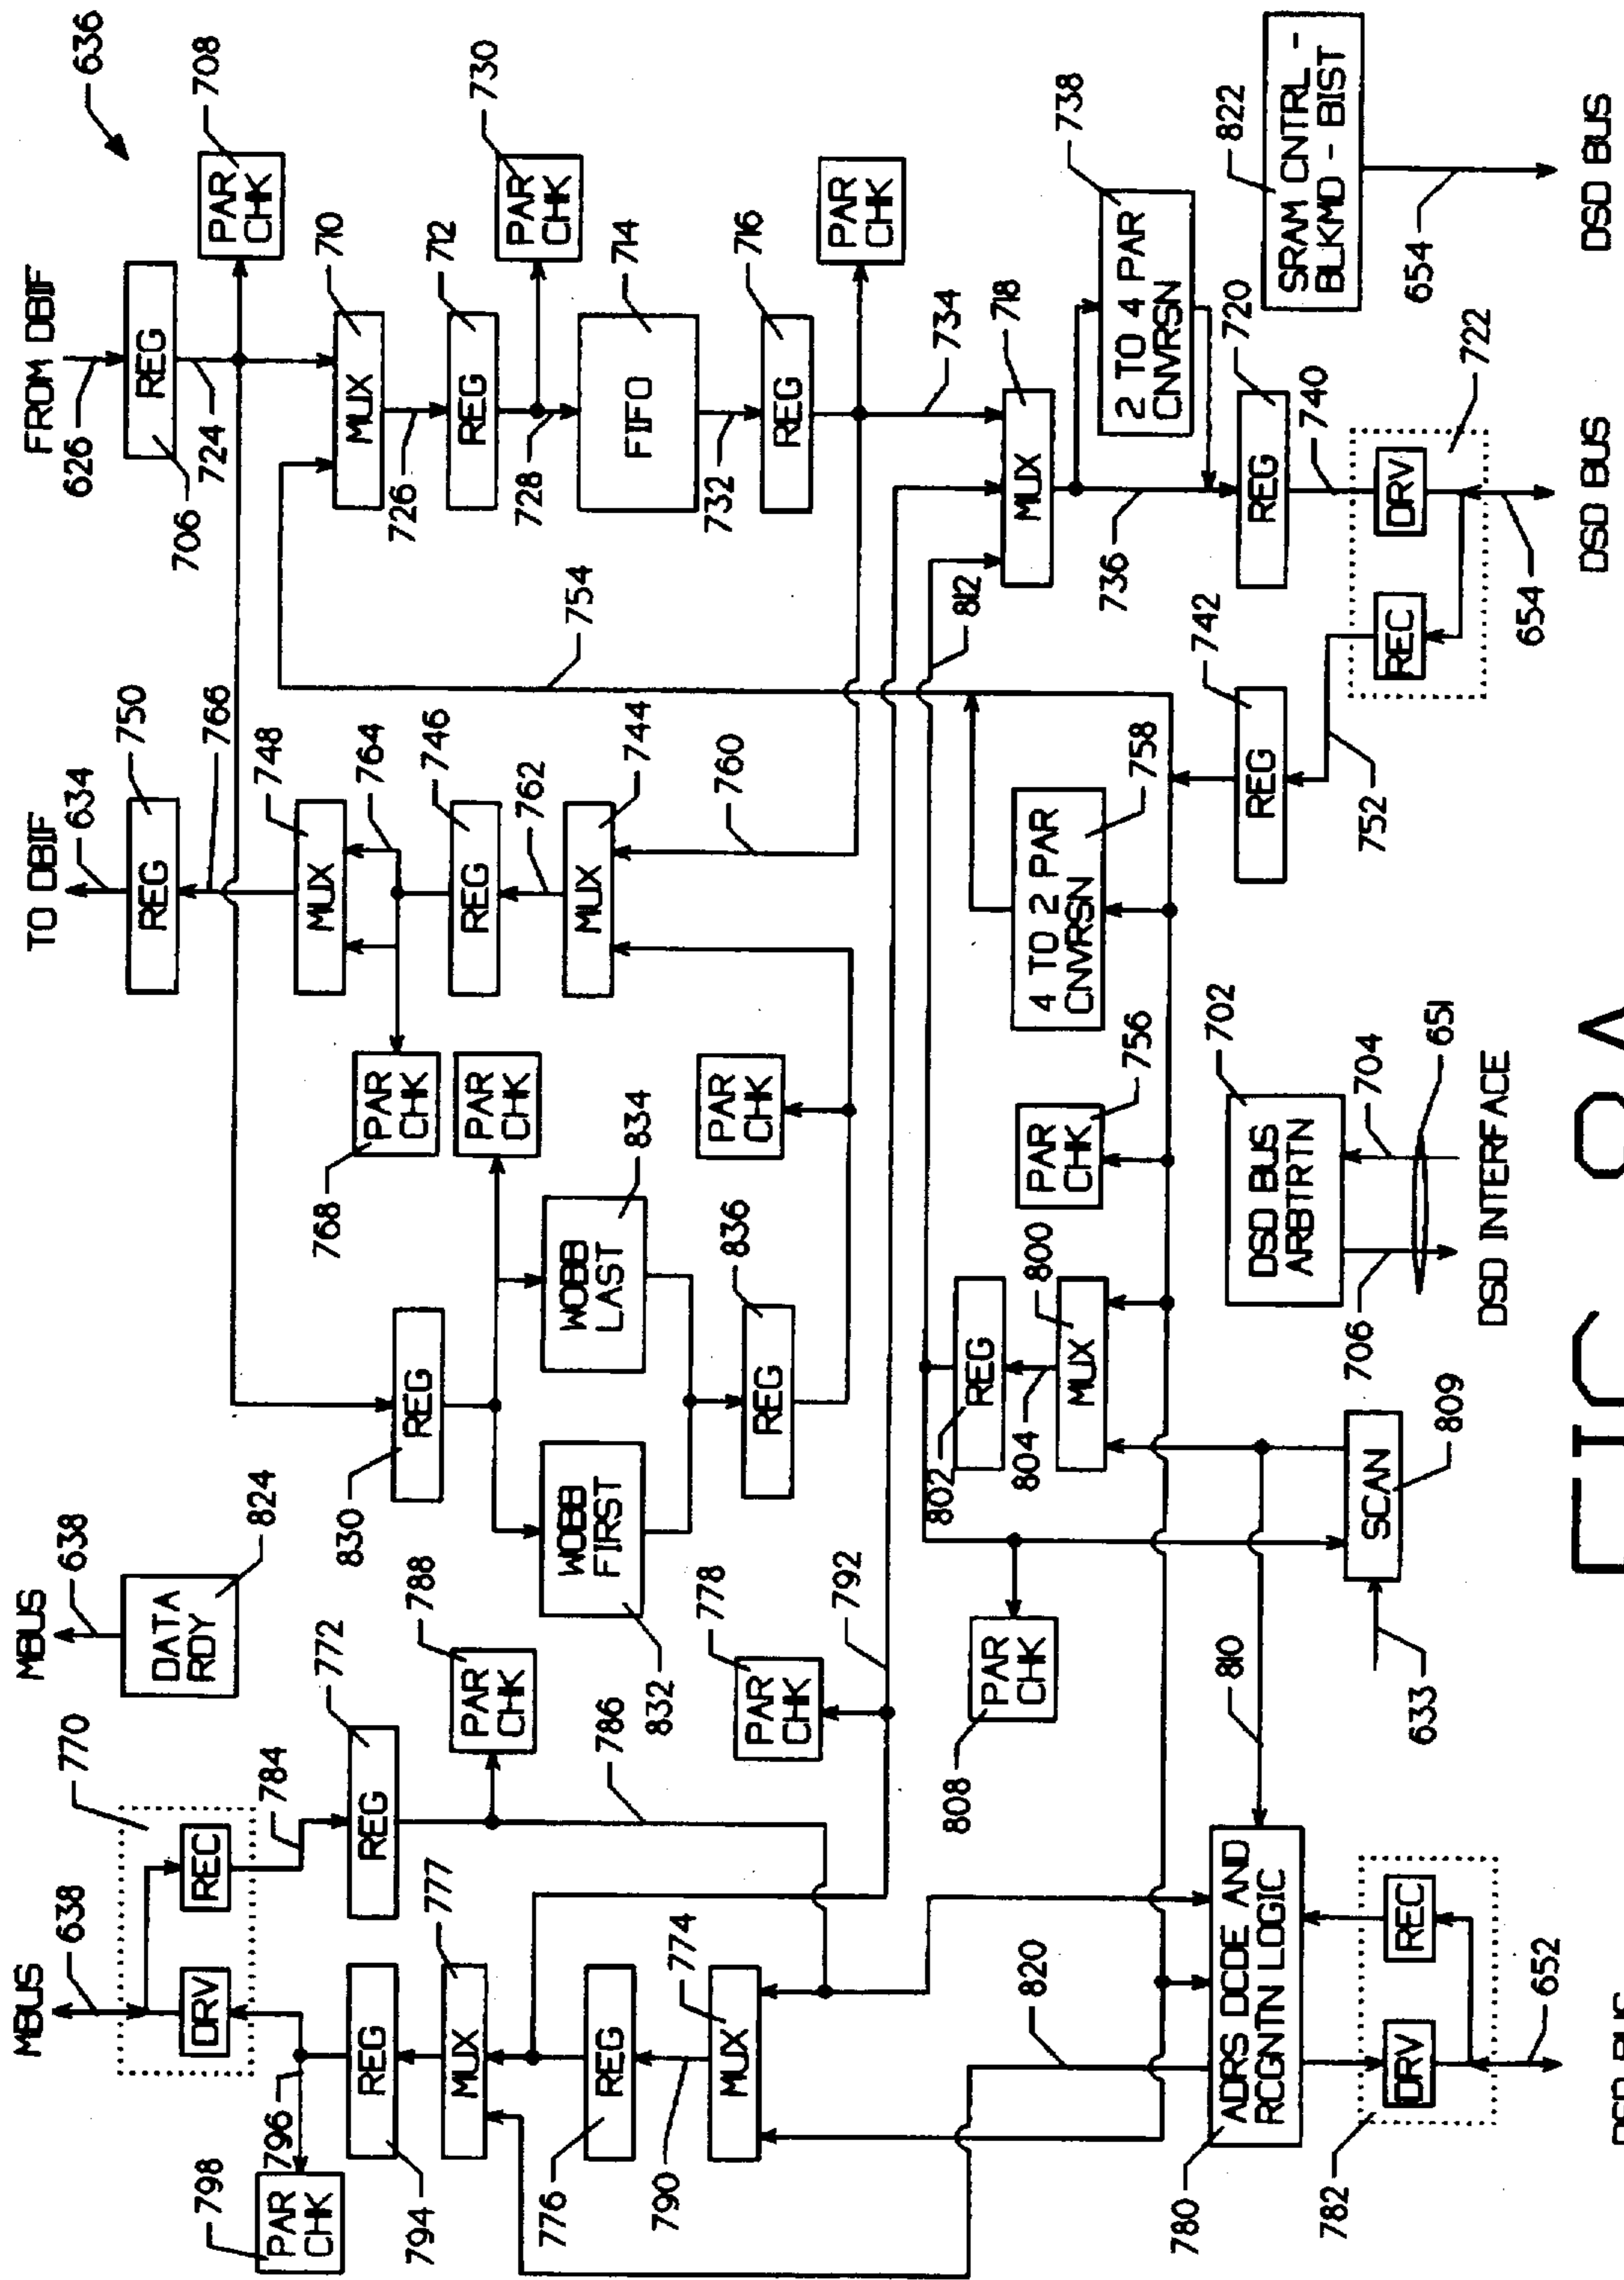 MBUS
638
MBUS
638
DATA
RDY
824
770
DRV
REC
784
796
798
PAR
CHK
REG
794
REG
772
788
PAR
CHK
777
MUX
786
776
REG
790
774
MUX
778
PAR
CHK
792
TO DBIF
634
REG
750
766
MUX
748
764
REG
746
762
MUX
744
760
768
PAR
CHK
PAR
CHK
830
REG
WOBB
FIRST
832
WOBB
LAST
834
REG
836
PAR
CHK
FROM DBIF
636
626
REG
706
724
PAR
CHK
708
MUX
710
726
REG
712
728
PAR
CHK
730
FIFO
714
732
REG
716
PAR
CHK
734
754
812
MUX
718
736
2 TO 4 PAR
CNVRSN
738
REG
720
740
DRV
REC
722
654
DSD BUS
742
REG
752
SRAM CNTRL -
BLKMD - BIST
822
654
DSD BUS
4 TO 2 PAR
CNVRSN
758
PAR
CHK
756
802
REG
804
MUX
800
PAR
CHK
808
810
SCAN
809
633
DSD BUS
ARBTRTN
702
704
706
651
DSD INTERFACE
820
ADRS DCDE AND
RCGNTN LOGIC
780
DRV
REC
782
652